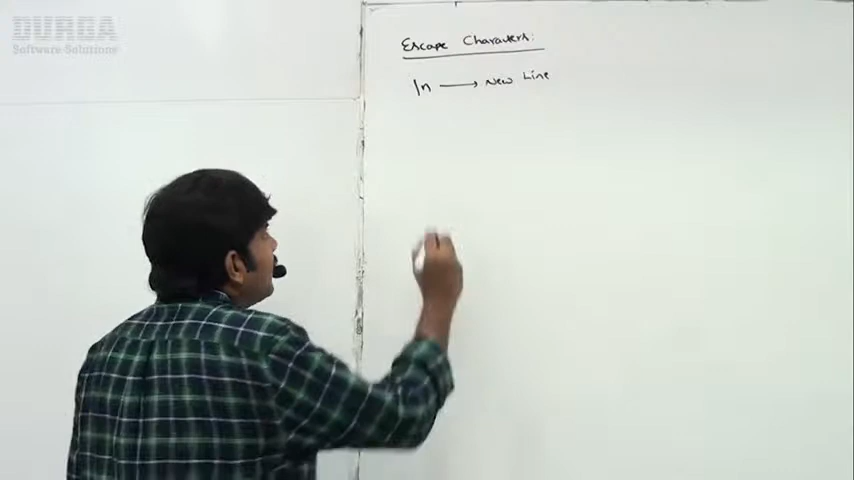 DURGA
Software Solutions
Escape Characters:
\n → New Line